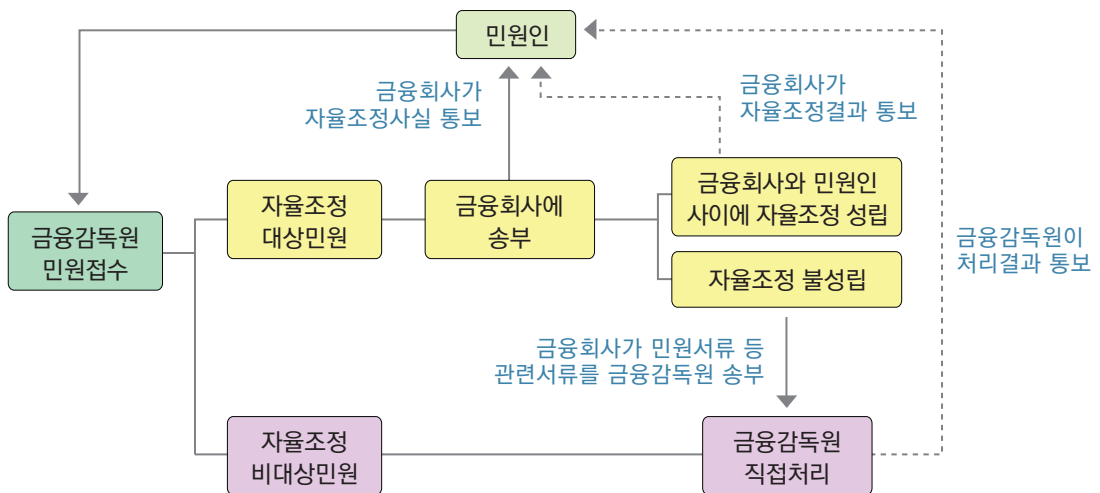 민원인
금융회사가
자율조정사실 통보
금융회사가
자율조정결과 통보
자율조정
대상민원
금융회사에
송부
금융회사와 민원인
사이에 자율조정 성립
금융감독원
민원접수
금융감독원이
처리결과 통보
자율조정 불성립
금융회사가 민원서류 등
관련서류를 금융감독원 송부
자율조정
비대상민원
금융감독원
직접처리